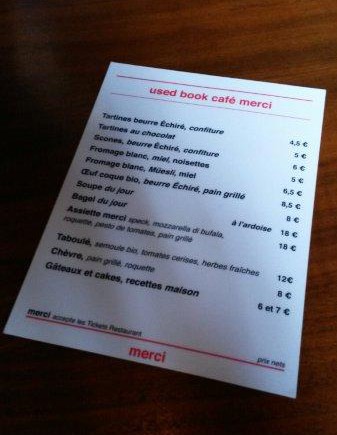 used book café merci
Tartines beurre Échiré, confiture 4,5 €
Tartines au chocolat 5 €
Scones, beurre Échiré, confiture 6 €
Fromage blanc, miel, noisettes 5 €
Fromage blanc, Müesli, miel 6,5 €
Œuf coque bio, beurre Échiré, pain grillé 8,5 €
Soupe du jour 8 €
Bagel du jour à l'ardoise 18 €
Assiette merci speck, mozzarella di bufala, 18 €
roquette, pesto de tomates, pain grillé
Taboulé, semoule bio, tomates cerises, herbes fraîches 12€
Chèvre, pain grillé, roquette 8 €
Gâteaux et cakes, recettes maison 6 et 7 €
merci accepte les Tickets Restaurant prix nets
merci